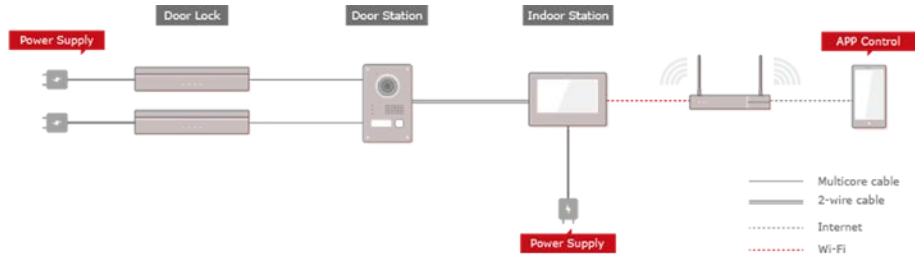 Door Lock
Door Station
Indoor Station
Power Supply
APP Control
Multicore cable
2-wire cable
Internet
Wi-Fi
Power Supply